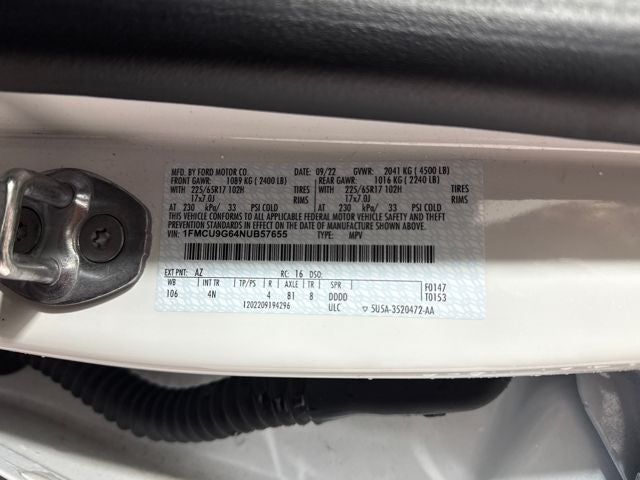 MFD. BY FORD MOTOR CO. DATE: 09/22 GVWR: 2041 KG (4500 LB)
FRONT GAWR: 1089 KG (2400 LB) REAR GAWR: 1016 KG (2240 LB)
WITH 225/65R17 102H TIRES WITH 225/65R17 102H TIRES
17x7.0J 17x7.0J
AT 230 kPa/ 33 PSI COLD AT 230 kPa/ 33 PSI COLD
THIS VEHICLE CONFORMS TO ALL APPLICABLE FEDERAL MOTOR VEHICLE SAFETY AND THEFT
PREVENTION STANDARDS IN EFFECT ON THE DATE OF MANUFACTURE SHOWN ABOVE.
VIN: 1FMCU9G64NUB57655 TYPE: MPV
EXT PNT: AZ RC: 16 DSO:
WB INT TR TP/PS R AXLE TR SPR F0147
106 4N 4 B1 B DDDD T0153
1202209194296 ULC ▽ 5U5A-3520472-AA